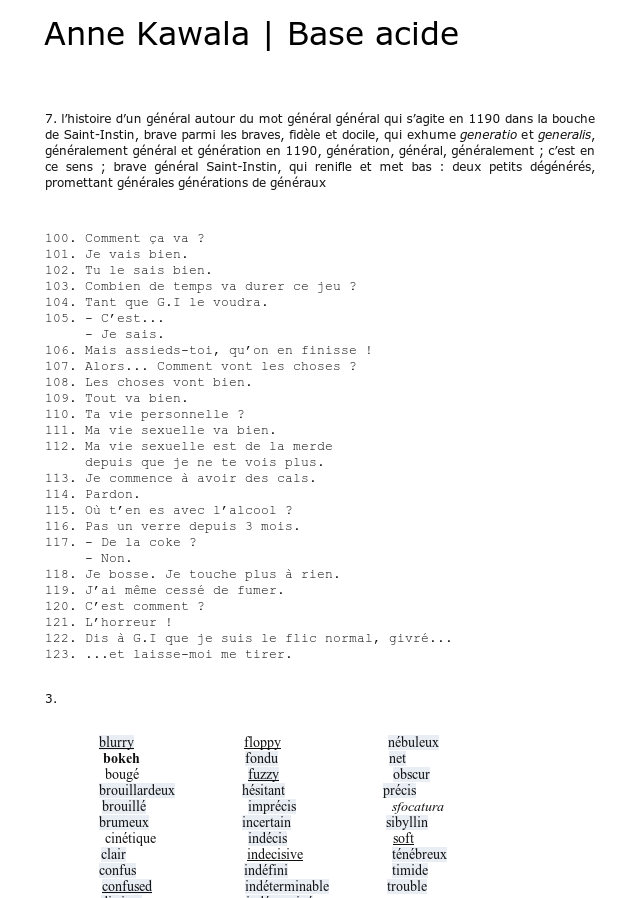 Anne Kawala | Base acide
7. l’histoire d’un général autour du mot général général qui s’agite en 1190 dans la bouche
de Saint-Instin, brave parmi les braves, fidèle et docile, qui exhume generatio et generalis,
généralement général et génération en 1190, génération, général, généralement ; c’est en
ce sens ; brave général Saint-Instin, qui renifle et met bas : deux petits dégénérés,
promettant générales générations de généraux
100. Comment ça va ?
101. Je vais bien.
102. Tu le sais bien.
103. Combien de temps va durer ce jeu ?
104. Tant que G.I le voudra.
105. - C’est...
- Je sais.
106. Mais assieds-toi, qu’on en finisse !
107. Alors... Comment vont les choses ?
108. Les choses vont bien.
109. Tout va bien.
110. Ta vie personnelle ?
111. Ma vie sexuelle va bien.
112. Ma vie sexuelle est de la merde
depuis que je ne te vois plus.
113. Je commence à avoir des cals.
114. Pardon.
115. Où t’en es avec l’alcool ?
116. Pas un verre depuis 3 mois.
117. - De la coke ?
- Non.
118. Je bosse. Je touche plus à rien.
119. J’ai même cessé de fumer.
120. C’est comment ?
121. L’horreur !
122. Dis à G.I que je suis le flic normal, givré...
123. ...et laisse-moi me tirer.
3.
blurry floppy nébuleux
bokeh fondu net
bougé fuzzy obscur
brouillardeux hésitant précis
brouillé imprécis sfocatura
brumeux incertain sibyllin
cinétique indécis soft
clair indecisive ténébreux
confus indéfini timide
confused indéterminable trouble